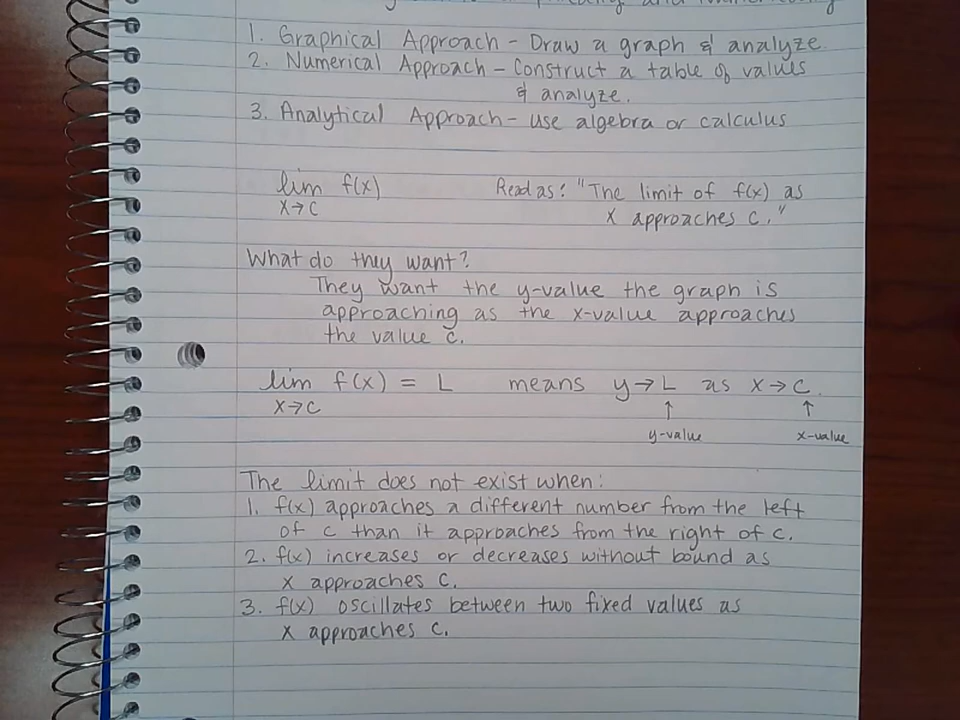 and
1. Graphical Approach - Draw a graph & analyze.
2. Numerical Approach - Construct a table of values
& analyze.
3. Analytical Approach - use algebra or calculus
lim f(x) Read as: "The limit of f(x) as
x→c x approaches c."
What do they want?
They want the y-value the graph is
approaching as the x-value approaches
the value c.
lim f(x) = L means y→L as x→c.
x→c ↑ ↑
y-value x-value
The limit does not exist when:
1. f(x) approaches a different number from the left
of c than it approaches from the right of c.
2. f(x) increases or decreases without bound as
x approaches c.
3. f(x) oscillates between two fixed values as
x approaches c.